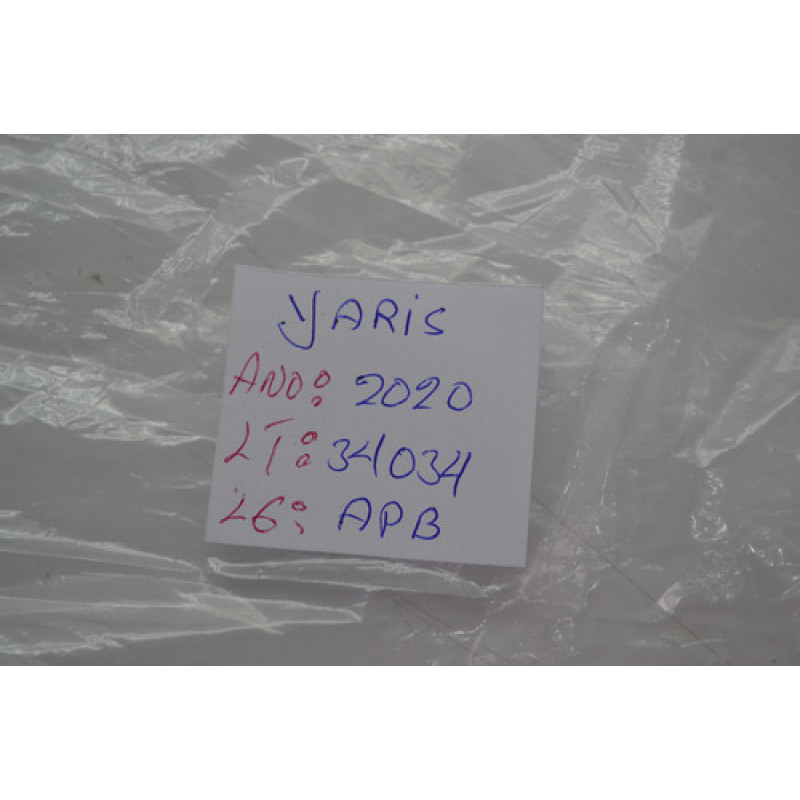 YARiS
ANO: 2020
LT: 34034
LG: APB